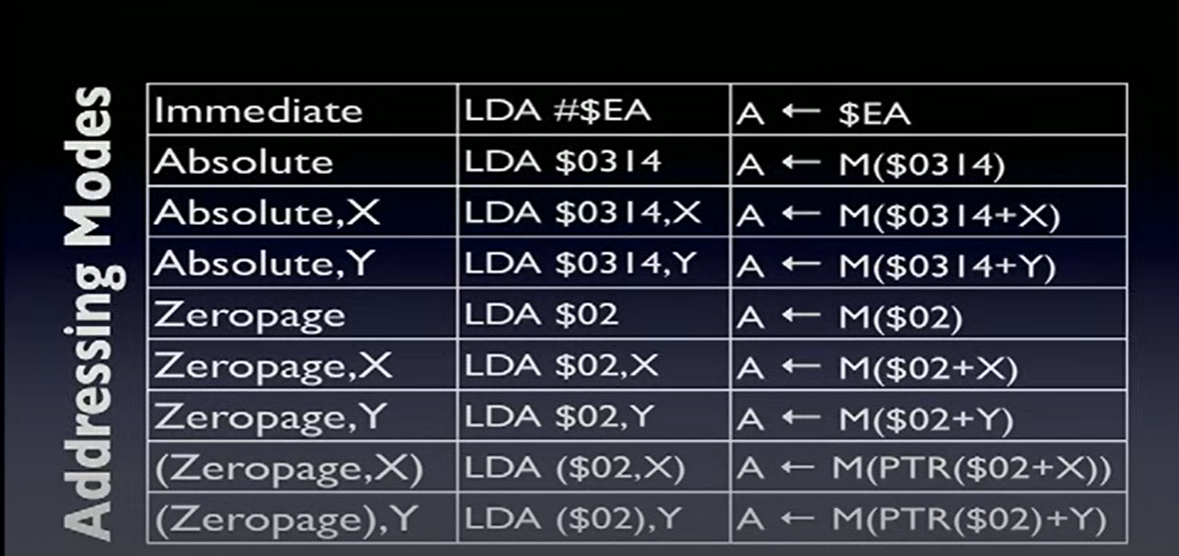 Addressing Modes
Immediate LDA #$EA A ← $EA
Absolute LDA $0314 A ← M($0314)
Absolute,X LDA $0314,X A ← M($0314+X)
Absolute,Y LDA $0314,Y A ← M($0314+Y)
Zeropage LDA $02 A ← M($02)
Zeropage,X LDA $02,X A ← M($02+X)
Zeropage,Y LDA $02,Y A ← M($02+Y)
(Zeropage,X) LDA ($02,X) A ← M(PTR($02+X))
(Zeropage),Y LDA ($02),Y A ← M(PTR($02)+Y)